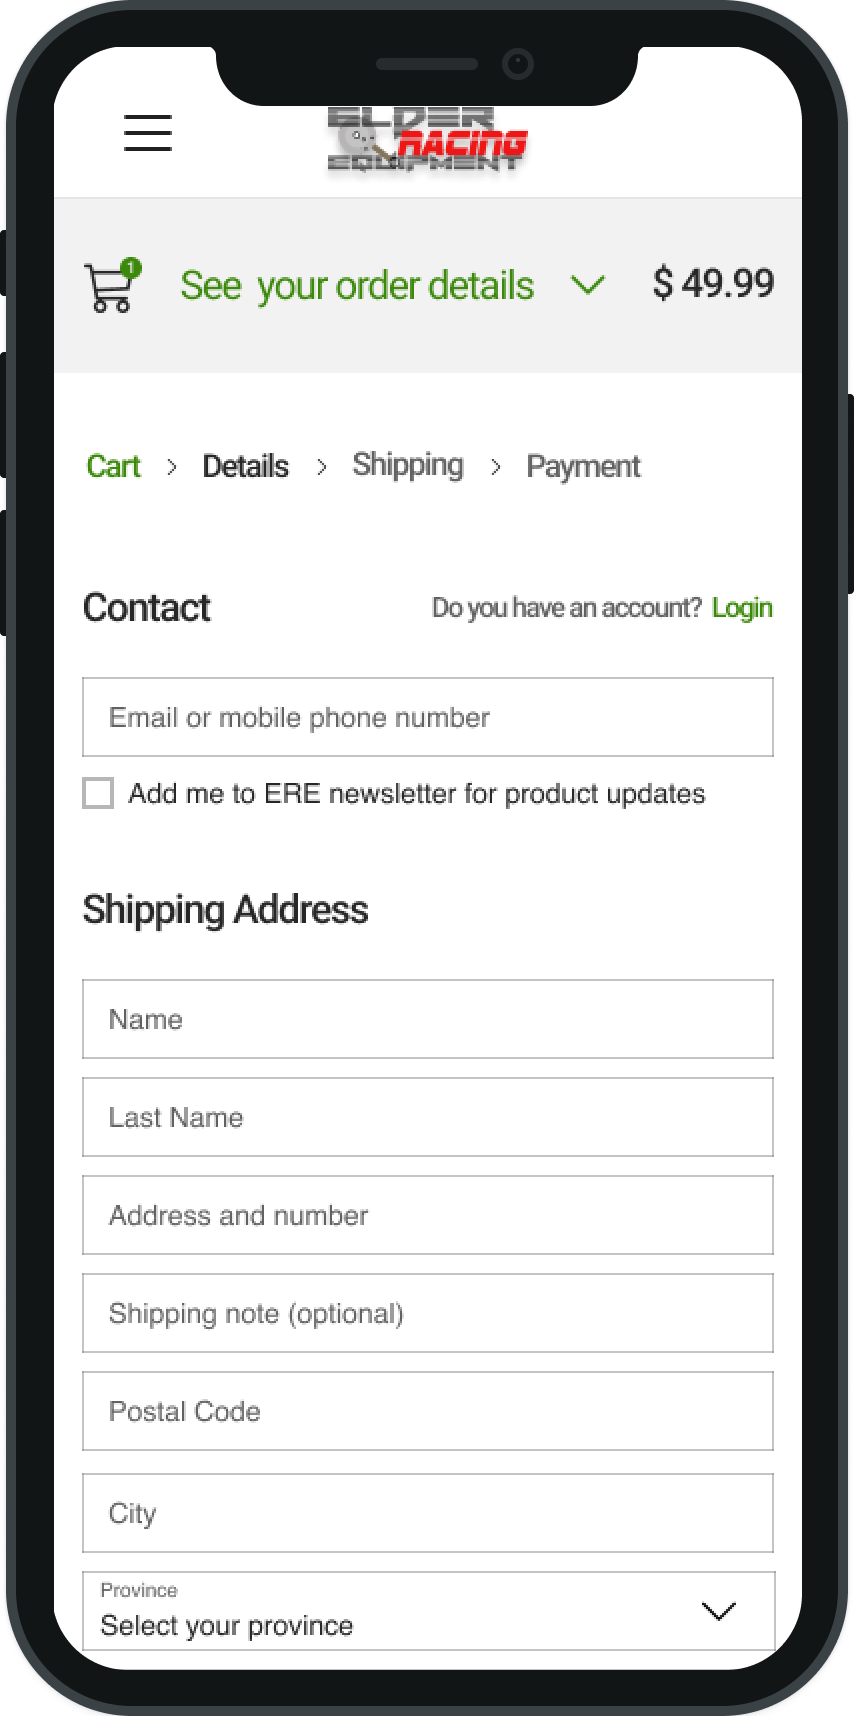 ELDER
RACING
EQUIPMENT
1
See your order details $ 49.99
Cart > Details > Shipping > Payment
Contact Do you have an account? Login
Email or mobile phone number
Add me to ERE newsletter for product updates
Shipping Address
Name
Last Name
Address and number
Shipping note (optional)
Postal Code
City
Province
Select your province